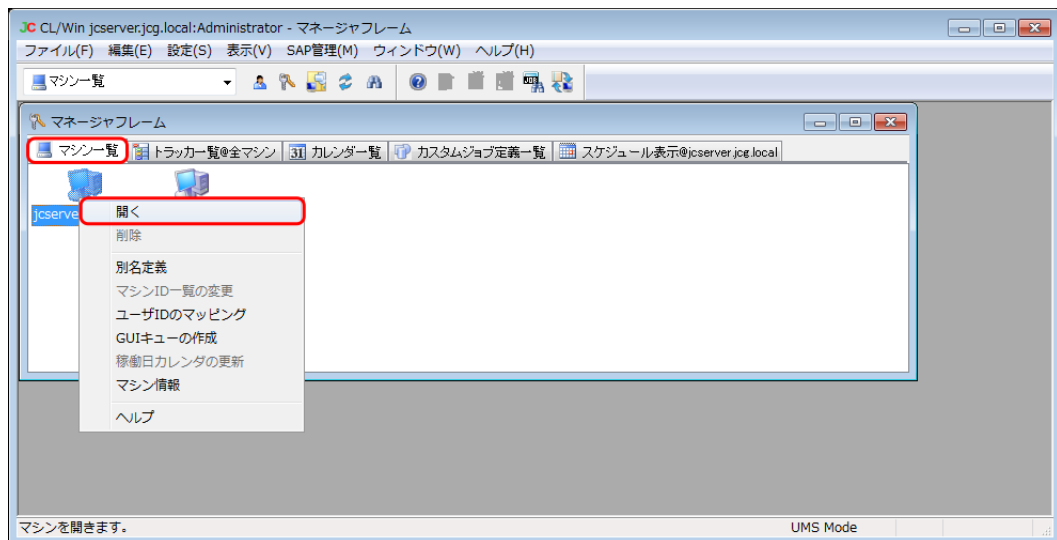 JC CL/Win jcserver.jcg.local:Administrator - マネージャフレーム
ファイル(F) 編集(E) 設定(S) 表示(V) SAP管理(M) ウィンドウ(W) ヘルプ(H)
マシン一覧
マネージャフレーム
マシン一覧 トラッカー一覧@全マシン 31 カレンダー一覧 カスタムジョブ定義一覧 スケジュール表示@jcserver.jcg.local
jcserve
開く
削除
別名定義
マシンID一覧の変更
ユーザIDのマッピング
GUIキューの作成
稼働日カレンダの更新
マシン情報
ヘルプ
マシンを開きます。 UMS Mode